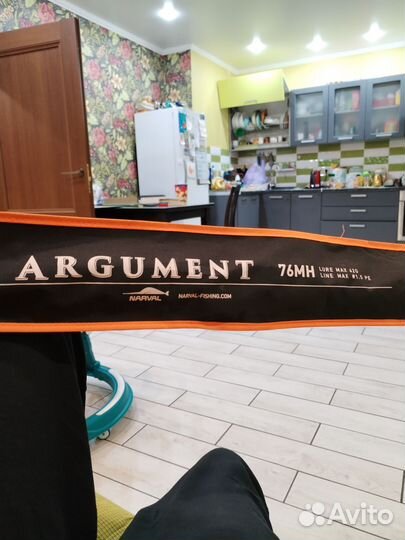 ARGUMENT 76MH LURE MAX 42G
LINE MAX #1.5 PE
NARVAL NARVAL-FISHING.COM
Avito